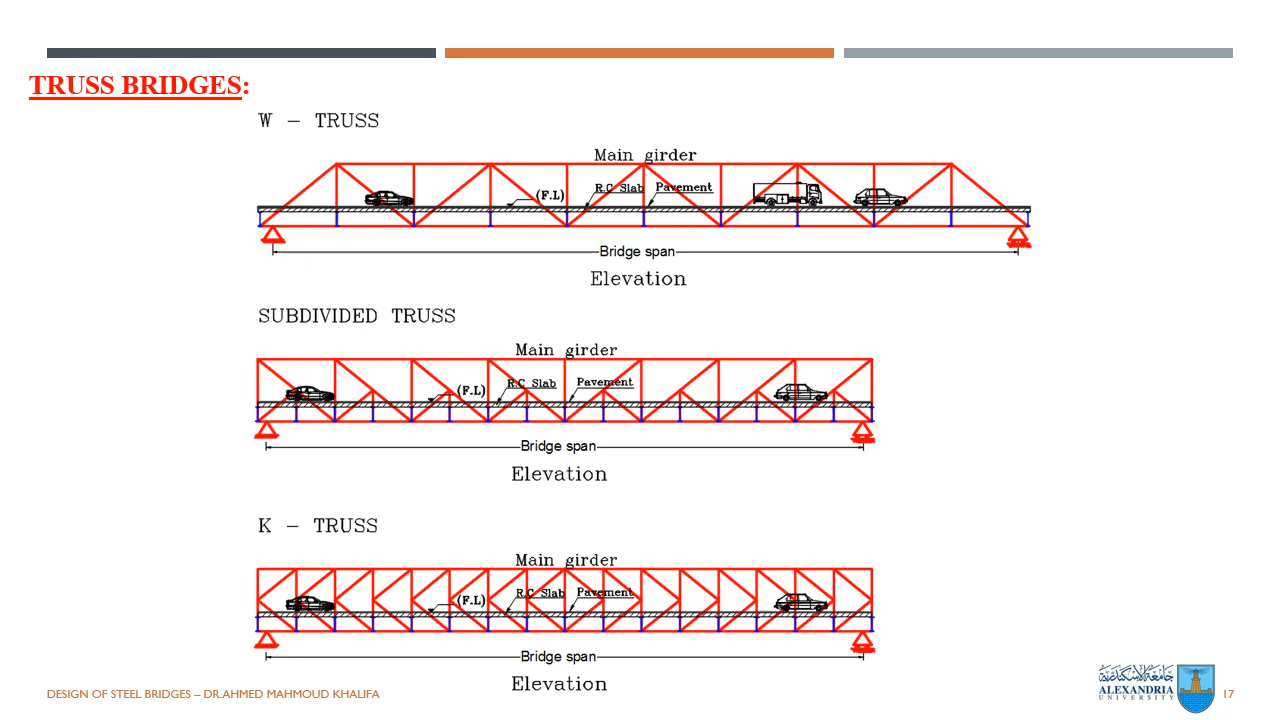 TRUSS BRIDGES:
W - TRUSS
Main girder
(F.L)
R.C Slab
Pavement
Bridge span
Elevation
SUBDIVIDED TRUSS
Main girder
(F.L)
R.C Slab
Pavement
Bridge span
Elevation
K - TRUSS
Main girder
(F.L)
R.C Slab
Pavement
Bridge span
Elevation
DESIGN OF STEEL BRIDGES – DR.AHMED MAHMOUD KHALIFA
جامعة الإسكندرية
ALEXANDRIA
UNIVERSITY
17